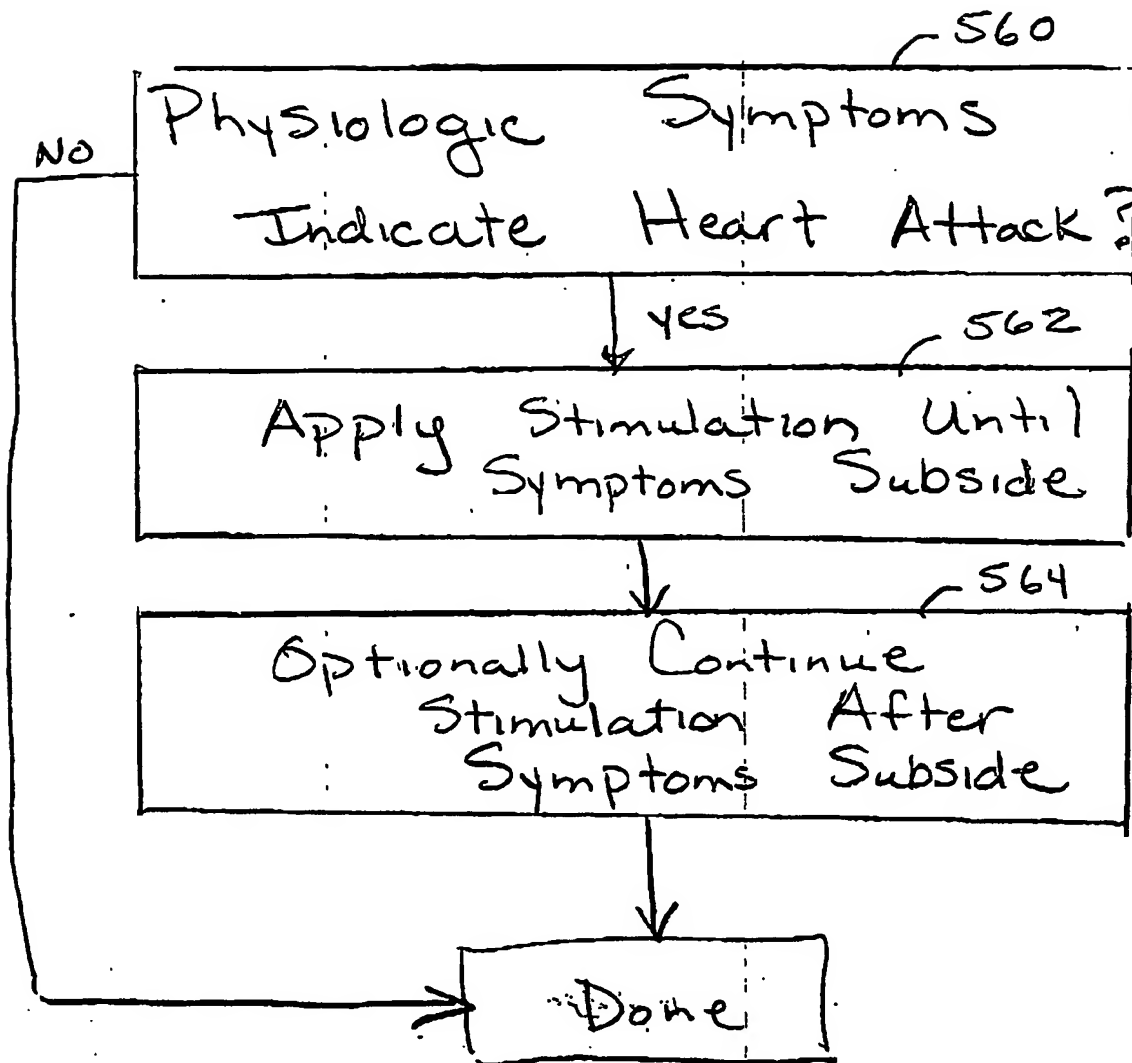 560
Physiologic Symptoms
NO
Indicate Heart Attack?
yes
562
Apply Stimulation Until
Symptoms Subside
564
Optionally Continue
Stimulation After
Symptoms Subside
Done